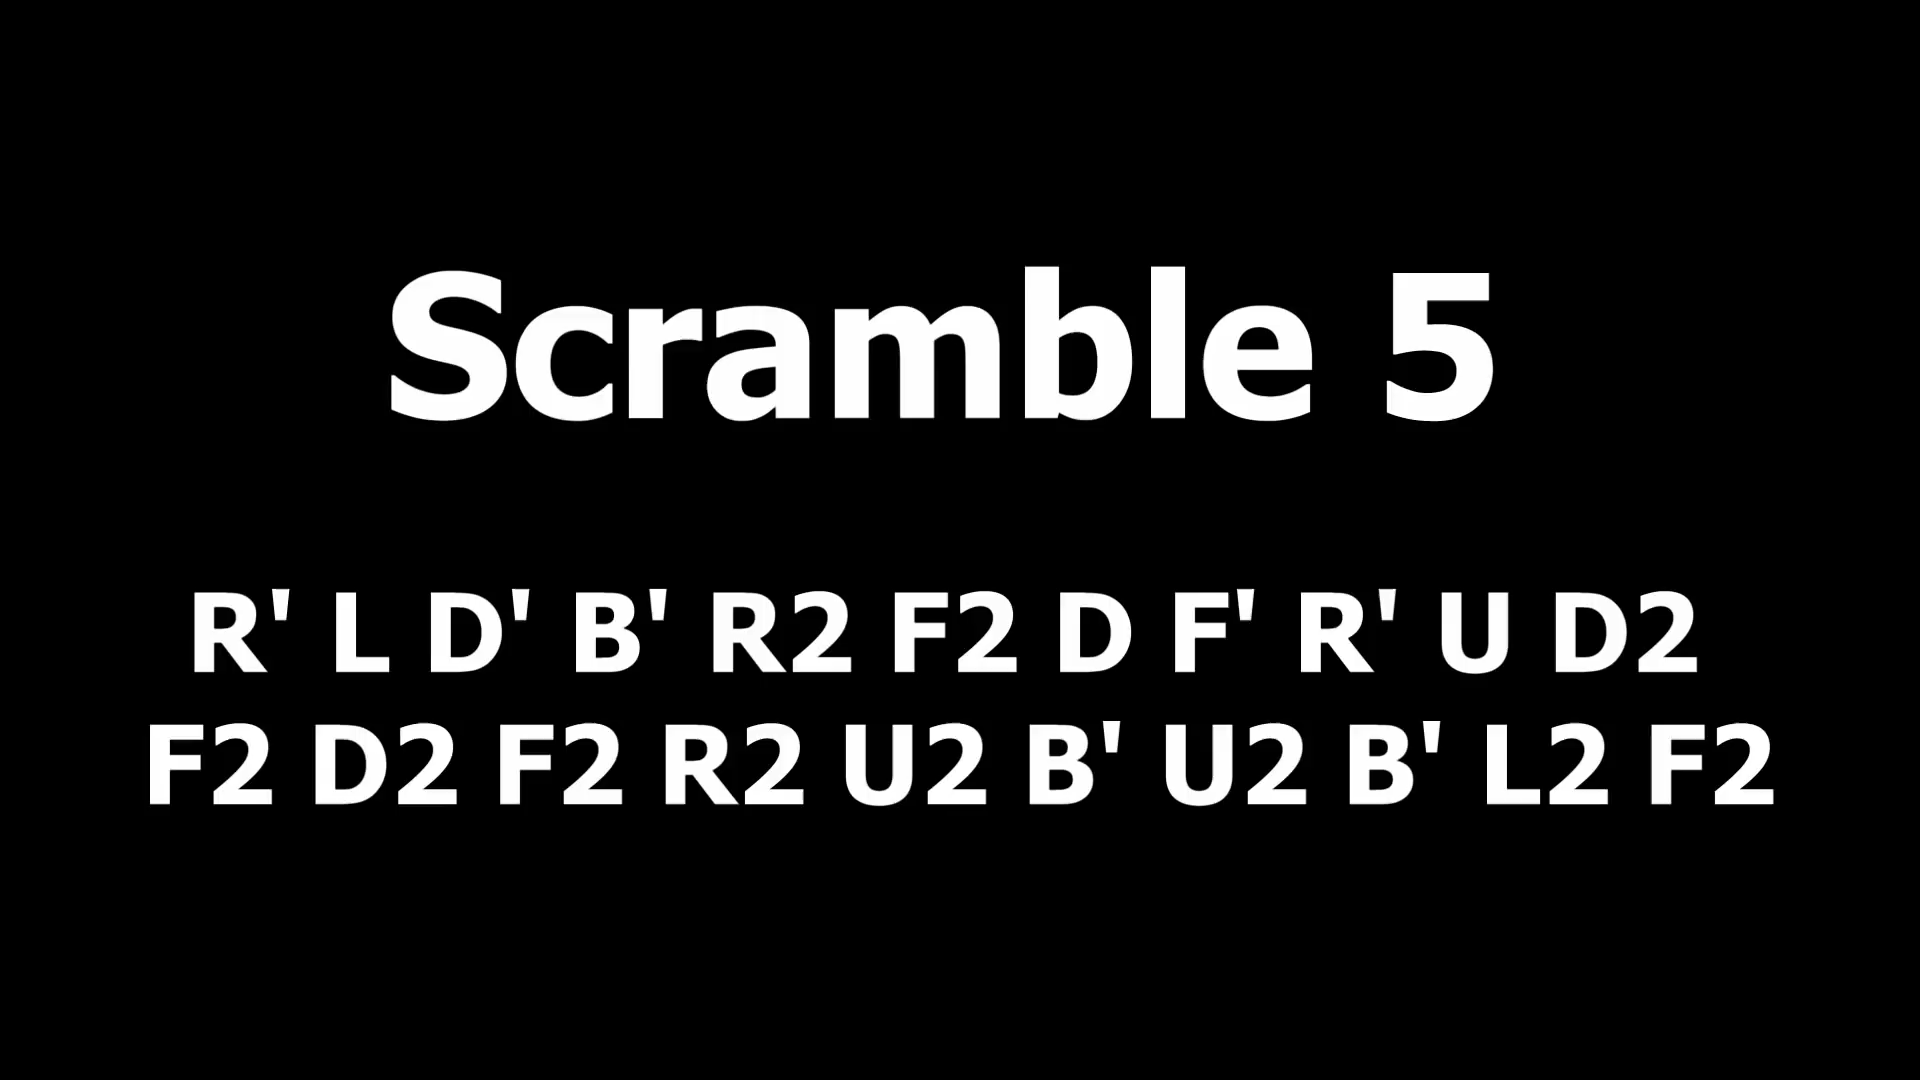 Scramble 5
R' L D' B' R2 F2 D F' R' U D2
F2 D2 F2 R2 U2 B' U2 B' L2 F2